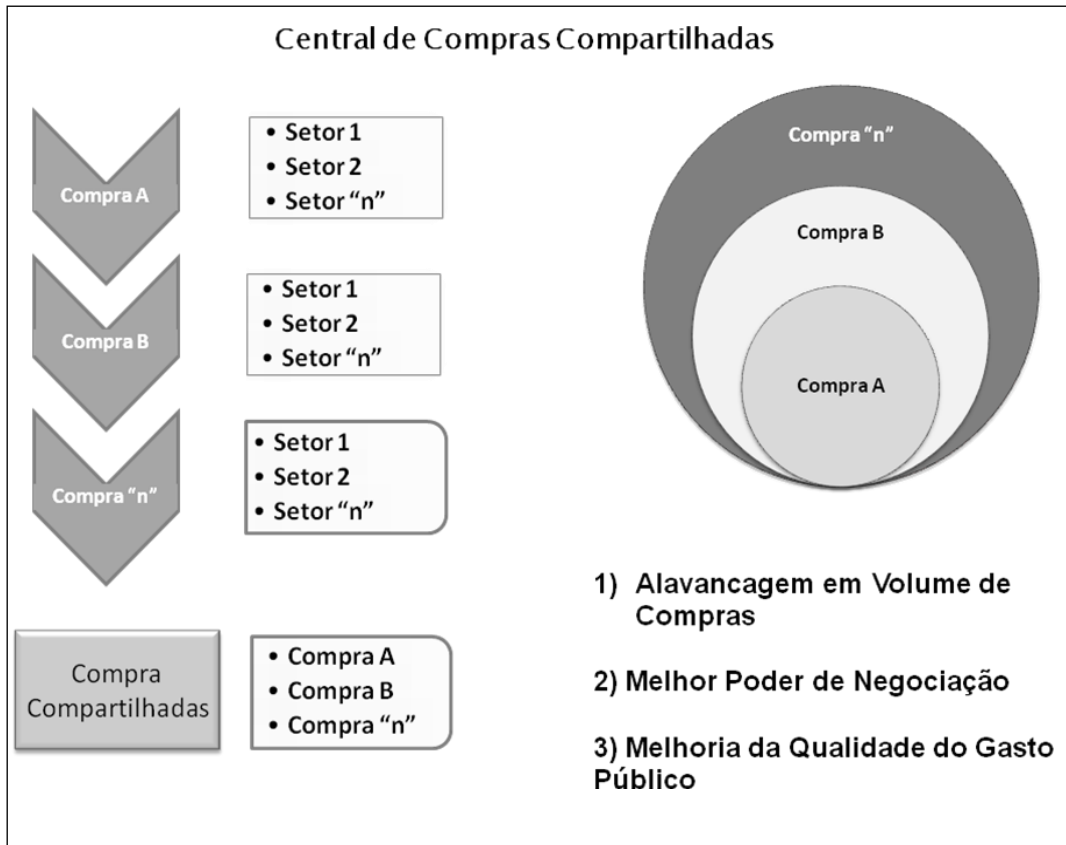 Central de Compras Compartilhadas
Compra A
• Setor 1
• Setor 2
• Setor “n”
Compra B
• Setor 1
• Setor 2
• Setor “n”
Compra “n”
• Setor 1
• Setor 2
• Setor “n”
Compra
Compartilhadas
• Compra A
• Compra B
• Compra “n”
Compra “n”
Compra B
Compra A
1) Alavancagem em Volume de
Compras
2) Melhor Poder de Negociação
3) Melhoria da Qualidade do Gasto
Público